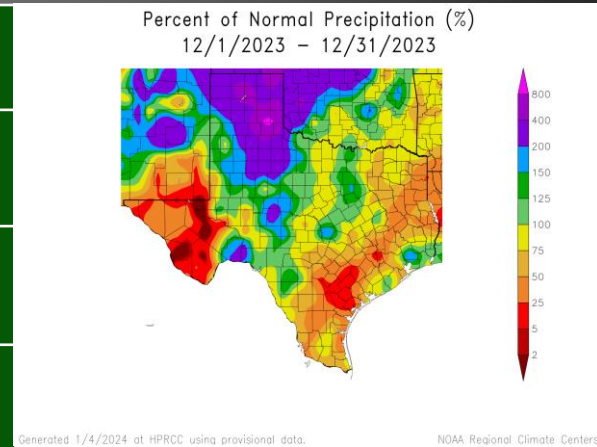 Percent of Normal Precipitation (%)
12/1/2023 – 12/31/2023
800
400
200
150
125
100
75
50
25
5
2
Generated 1/4/2024 at HPRCC using provisional data.
NOAA Regional Climate Centers